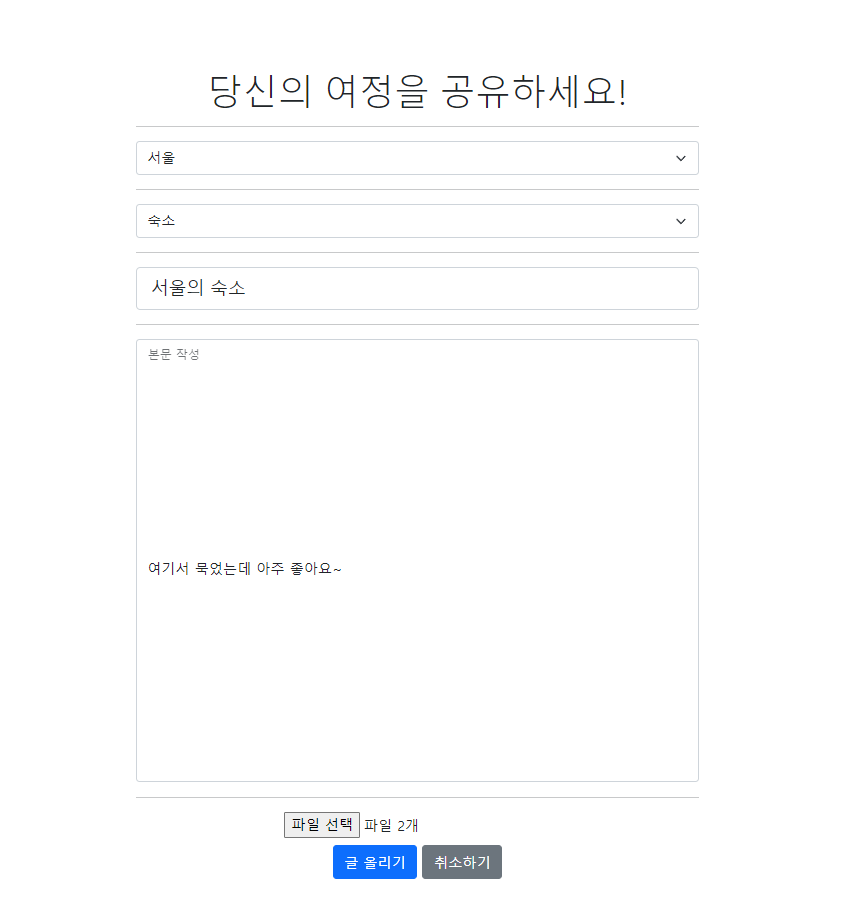 당신의 여정을 공유하세요!
서울
숙소
서울의 숙소
본문 작성
여기서 묵었는데 아주 좋아요~
파일 선택 파일 2개
글 올리기 취소하기